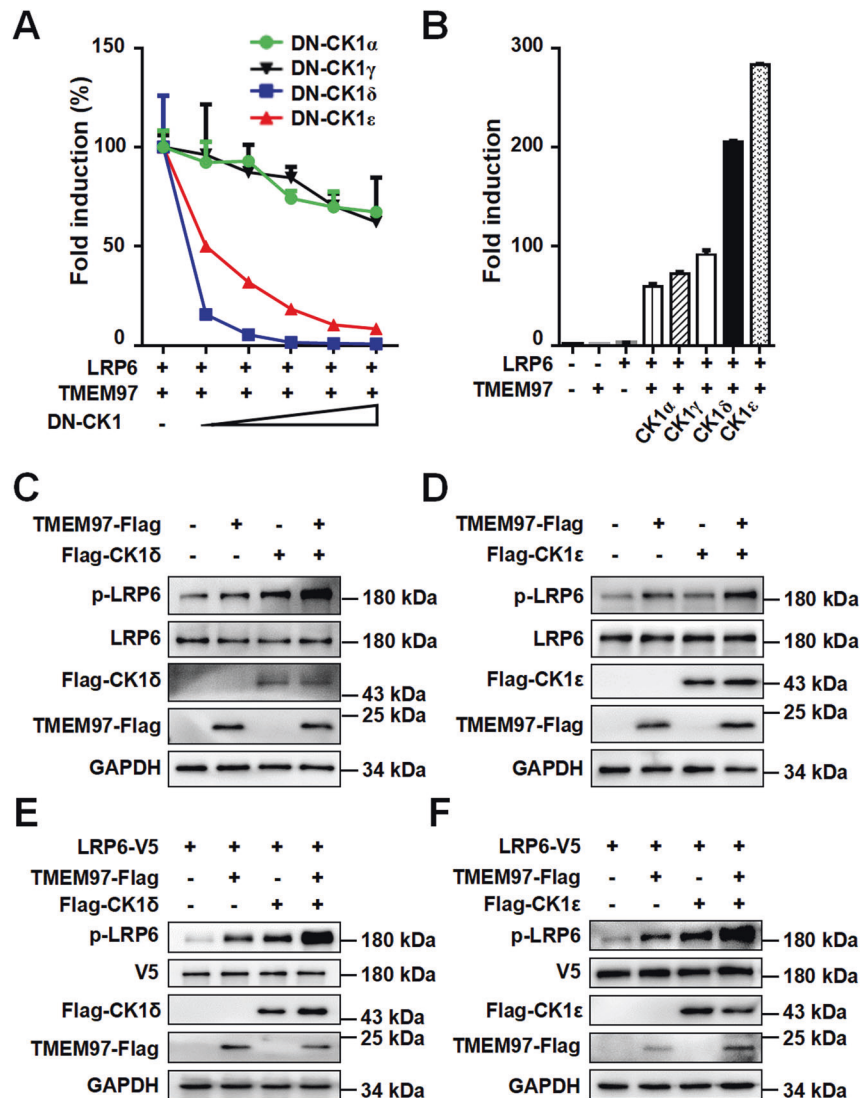 A
Fold induction (%)
150
100
50
0
DN-CK1α
DN-CK1γ
DN-CK1δ
DN-CK1ε
LRP6 + + + + + +
TMEM97 + + + + + +
DN-CK1 -
B
Fold induction
300
200
100
0
LRP6 - - + + + + + +
TMEM97 - + - + + + + +
CK1α CK1γ CK1δ CK1ε
C
TMEM97-Flag - + - +
Flag-CK1δ - - + +
p-LRP6 180 kDa
LRP6 180 kDa
Flag-CK1δ 43 kDa
TMEM97-Flag 25 kDa
GAPDH 34 kDa
D
TMEM97-Flag - + - +
Flag-CK1ε - - + +
p-LRP6 180 kDa
LRP6 180 kDa
Flag-CK1ε 43 kDa
TMEM97-Flag 25 kDa
GAPDH 34 kDa
E
LRP6-V5 + + + +
TMEM97-Flag - + - +
Flag-CK1δ - - + +
p-LRP6 180 kDa
V5 180 kDa
Flag-CK1δ 43 kDa
TMEM97-Flag 25 kDa
GAPDH 34 kDa
F
LRP6-V5 + + + +
TMEM97-Flag - + - +
Flag-CK1ε - - + +
p-LRP6 180 kDa
V5 180 kDa
Flag-CK1ε 43 kDa
TMEM97-Flag 25 kDa
GAPDH 34 kDa